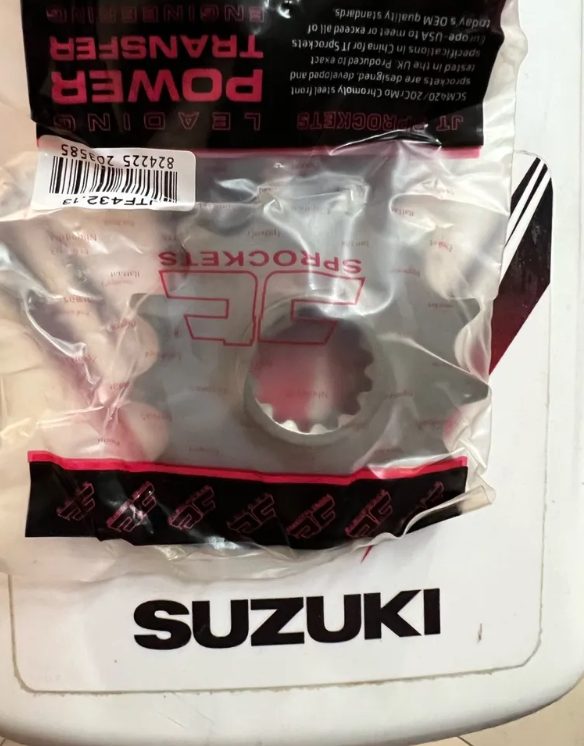 JT SPROCKETS
SCM420/20CrMo Chromoly steel front
sprockets are designed, developed and
tested in the UK. Produced to exact
specifications in China for JT Sprockets
Europe-USA to meet or exceed all of
today's OEM quality standards.
LEADING
POWER
TRANSFER
ENGINEERING
JTF432.13
824225 203585
SPROCKETS
SUZUKI